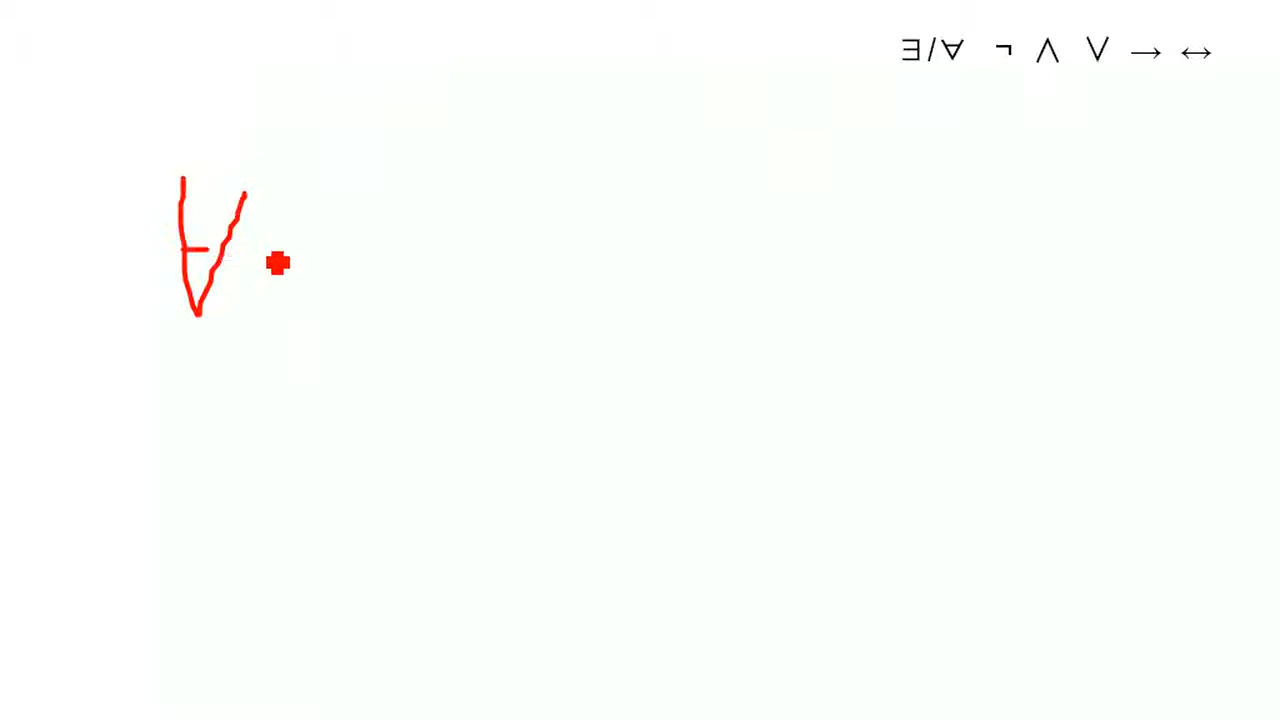 ∃/∀ ¬ ∧ ∨ → ↔
∀